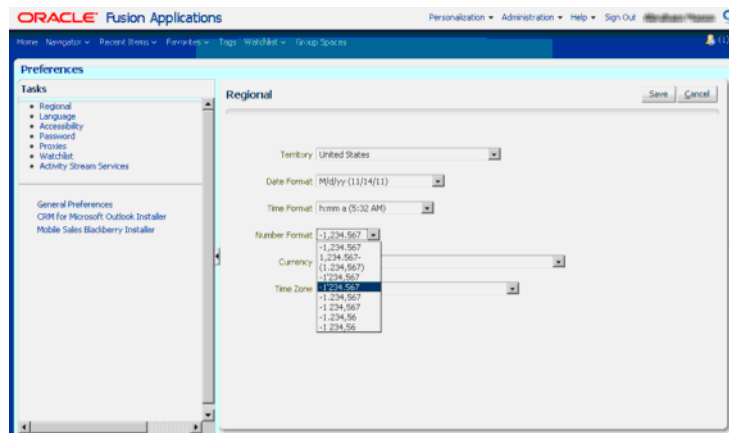 ORACLE Fusion Applications
Personalization Administration Help Sign Out
Home Navigator Recent Items Favorites Tags Watchlist Group Spaces
(1)
Preferences
Tasks
Regional
Language
Accessibility
Password
Proxies
Watchlist
Activity Stream Services
General Preferences
CRM for Microsoft Outlook Installer
Mobile Sales Blackberry Installer
Regional
Save Cancel
Territory United States
Date Format M/d/yy (11/14/11)
Time Format h:mm a (5:32 AM)
Number Format -1,234.567
-1,234.567
1,234.567-
(1.234,567)
-1'234,567
-1'234.567
-1.234,567
-1 234,567
-1.234,56
-1 234,56
Currency
Time Zone